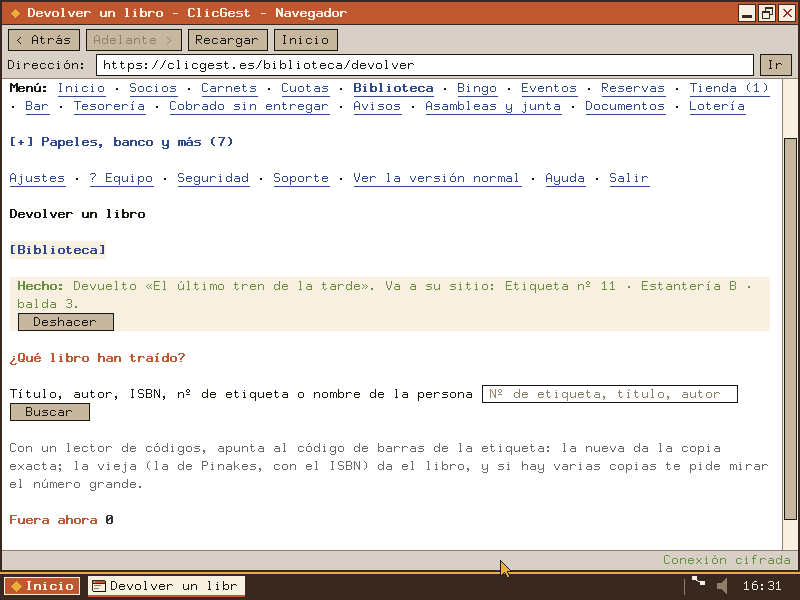 Devolver un libro - ClicGest - Navegador
< Atrás Adelante > Recargar Inicio
Dirección: https://clicgest.es/biblioteca/devolver Ir
Menú: Inicio · Socios · Carnets · Cuotas · Biblioteca · Bingo · Eventos · Reservas · Tienda (1)
· Bar · Tesorería · Cobrado sin entregar · Avisos · Asambleas y junta · Documentos · Lotería
[+] Papeles, banco y más (7)
Ajustes · ? Equipo · Seguridad · Soporte · Ver la versión normal · Ayuda · Salir
Devolver un libro
[Biblioteca]
Hecho: Devuelto «El último tren de la tarde». Va a su sitio: Etiqueta nº 11 · Estantería B ·
balda 3.
Deshacer
¿Qué libro han traído?
Título, autor, ISBN, nº de etiqueta o nombre de la persona Nº de etiqueta, título, autor
Buscar
Con un lector de códigos, apunta al código de barras de la etiqueta: la nueva da la copia
exacta; la vieja (la de Pinakes, con el ISBN) da el libro, y si hay varias copias te pide mirar
el número grande.
Fuera ahora 0
Conexión cifrada
Inicio Devolver un libr 16:31